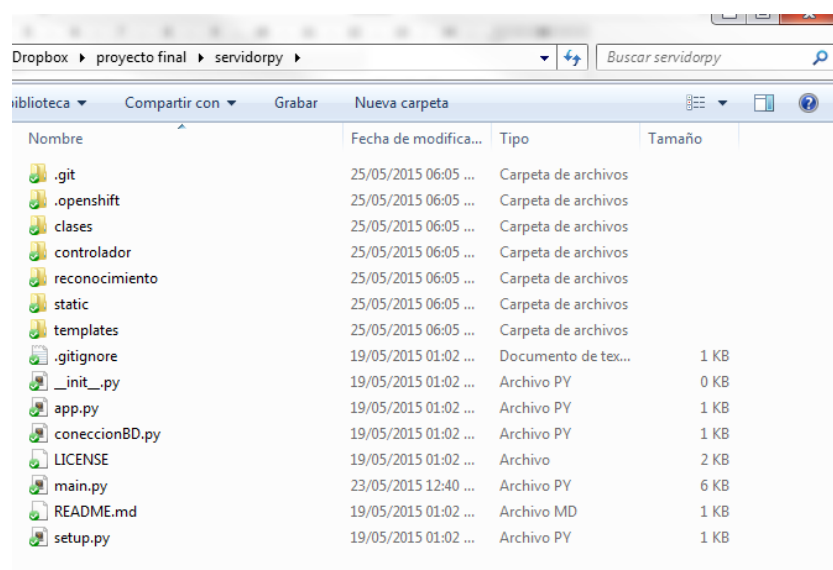 Dropbox ▸ proyecto final ▸ servidorpy ▸ Buscar servidorpy
iblioteca Compartir con Grabar Nueva carpeta
Nombre Fecha de modifica... Tipo Tamaño
.git 25/05/2015 06:05 ... Carpeta de archivos
.openshift 25/05/2015 06:05 ... Carpeta de archivos
clases 25/05/2015 06:05 ... Carpeta de archivos
controlador 25/05/2015 06:05 ... Carpeta de archivos
reconocimiento 25/05/2015 06:05 ... Carpeta de archivos
static 25/05/2015 06:05 ... Carpeta de archivos
templates 25/05/2015 06:05 ... Carpeta de archivos
.gitignore 19/05/2015 01:02 ... Documento de tex... 1 KB
__init__.py 19/05/2015 01:02 ... Archivo PY 0 KB
app.py 19/05/2015 01:02 ... Archivo PY 1 KB
coneccionBD.py 19/05/2015 01:02 ... Archivo PY 1 KB
LICENSE 19/05/2015 01:02 ... Archivo 2 KB
main.py 23/05/2015 12:40 ... Archivo PY 6 KB
README.md 19/05/2015 01:02 ... Archivo MD 1 KB
setup.py 19/05/2015 01:02 ... Archivo PY 1 KB